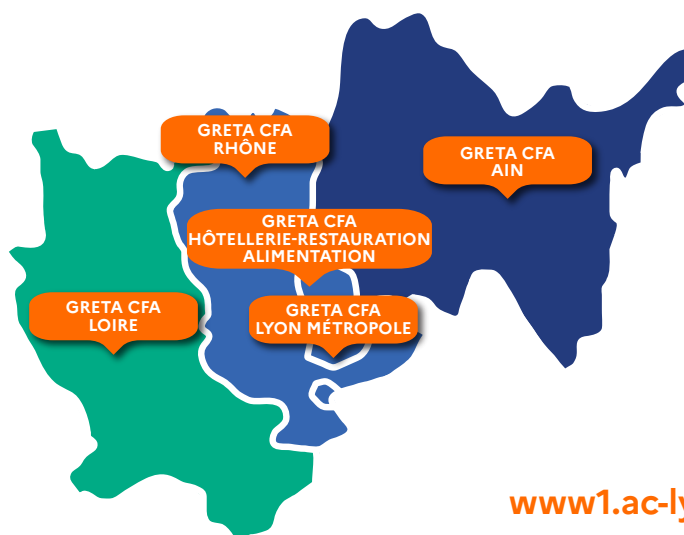 GRETA CFA
RHÔNE
GRETA CFA
AIN
GRETA CFA
HÔTELLERIE-RESTAURATION
ALIMENTATION
GRETA CFA
LOIRE
GRETA CFA
LYON MÉTROPOLE
www1.ac-ly